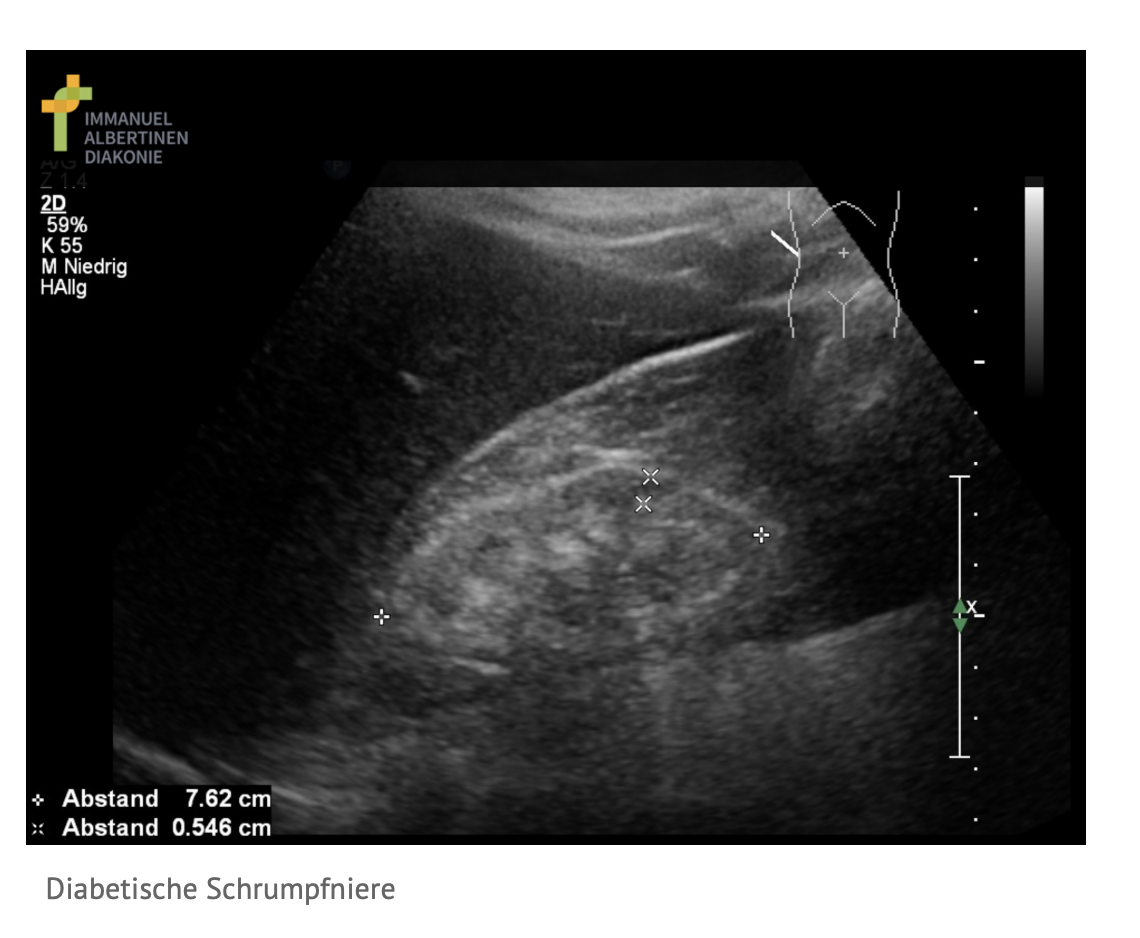 IMMANUEL
ALBERTINEN
DIAKONIE
A/G
Z 1.4
2D
59%
K 55
M Niedrig
HAllg
P
X
Abstand 7.62 cm
Abstand 0.546 cm
Diabetische Schrumpfniere